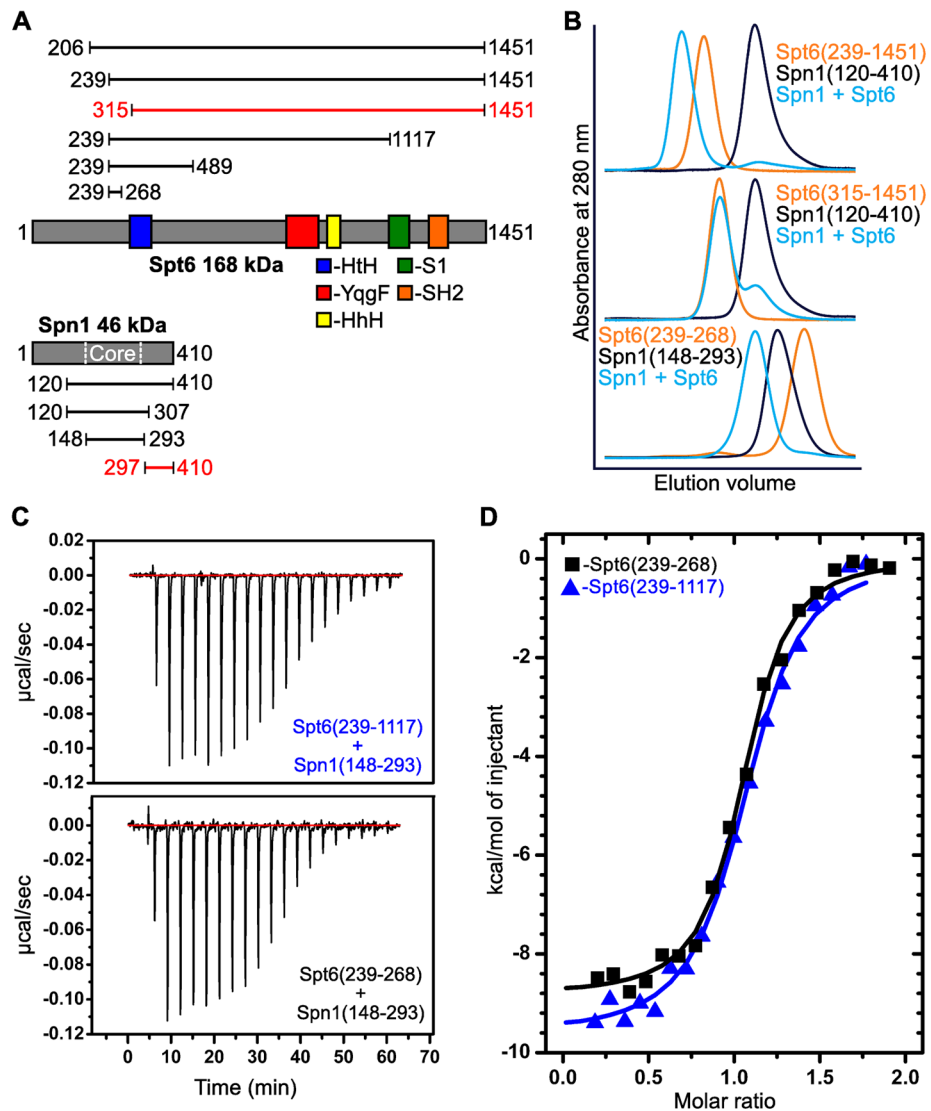 A
206 1451
239 1451
315 1451
239 1117
239 489
239 268
1 1451
Spt6 168 kDa
-HtH -S1
-YqgF -SH2
-HhH
Spn1 46 kDa
1 Core 410
120 410
120 307
148 293
297 410
B
Absorbance at 280 nm
Spt6(239-1451)
Spn1(120-410)
Spn1 + Spt6
Spt6(315-1451)
Spn1(120-410)
Spn1 + Spt6
Spt6(239-268)
Spn1(148-293)
Spn1 + Spt6
Elution volume
C
0.02
0.00
-0.02
-0.04
-0.06
-0.08
-0.10
-0.12
µcal/sec
Spt6(239-1117)
+
Spn1(148-293)
0.00
-0.02
-0.04
-0.06
-0.08
-0.10
-0.12
µcal/sec
Spt6(239-268)
+
Spn1(148-293)
0 10 20 30 40 50 60 70
Time (min)
D
-Spt6(239-268)
-Spt6(239-1117)
0
-2
-4
-6
-8
-10
kcal/mol of injectant
0.0 0.5 1.0 1.5 2.0
Molar ratio